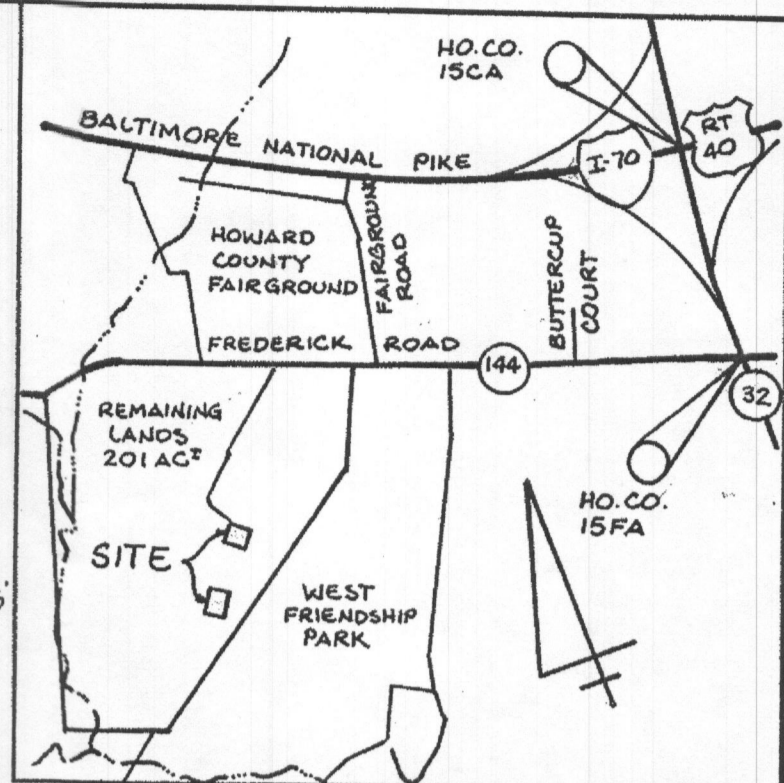 HO.CO.
15CA
BALTIMORE NATIONAL PIKE
I-70
RT
40
HOWARD
COUNTY
FAIRGROUND
FAIRGROUND
ROAD
BUTTERCUP
COURT
FREDERICK ROAD
144
32
REMAINING
LANDS
201 AC±
HO.CO.
15FA
SITE
WEST
FRIENDSHIP
PARK